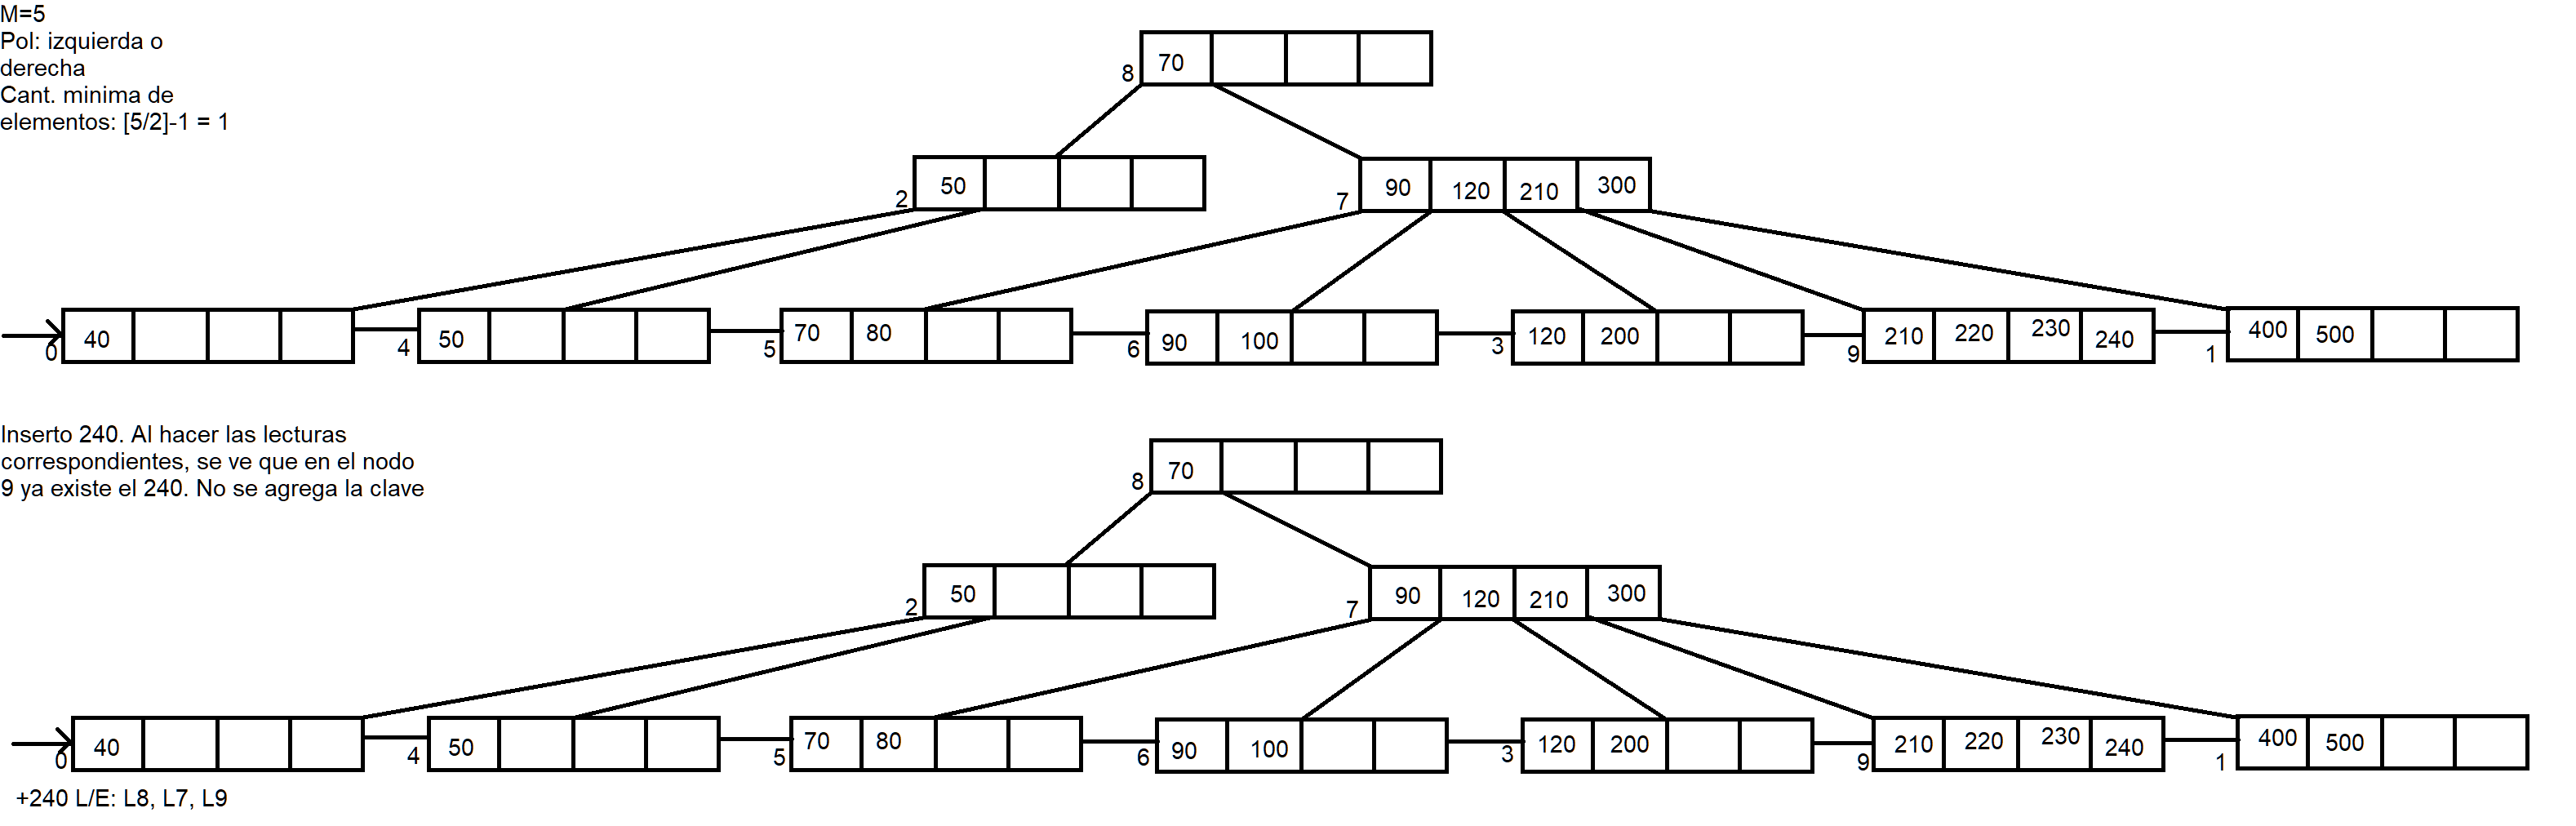 M=5
Pol: izquierda o
derecha
Cant. minima de
elementos: [5/2]-1 = 1
70
8
50
2
90 120 210 300
7
40
0
50
4
70 80
5
90 100
6
120 200
3
210 220 230 240
9
400 500
1
Inserto 240. Al hacer las lecturas
correspondientes, se ve que en el nodo
9 ya existe el 240. No se agrega la clave
70
8
50
2
90 120 210 300
7
40
0
50
4
70 80
5
90 100
6
120 200
3
210 220 230 240
9
400 500
1
+240 L/E: L8, L7, L9